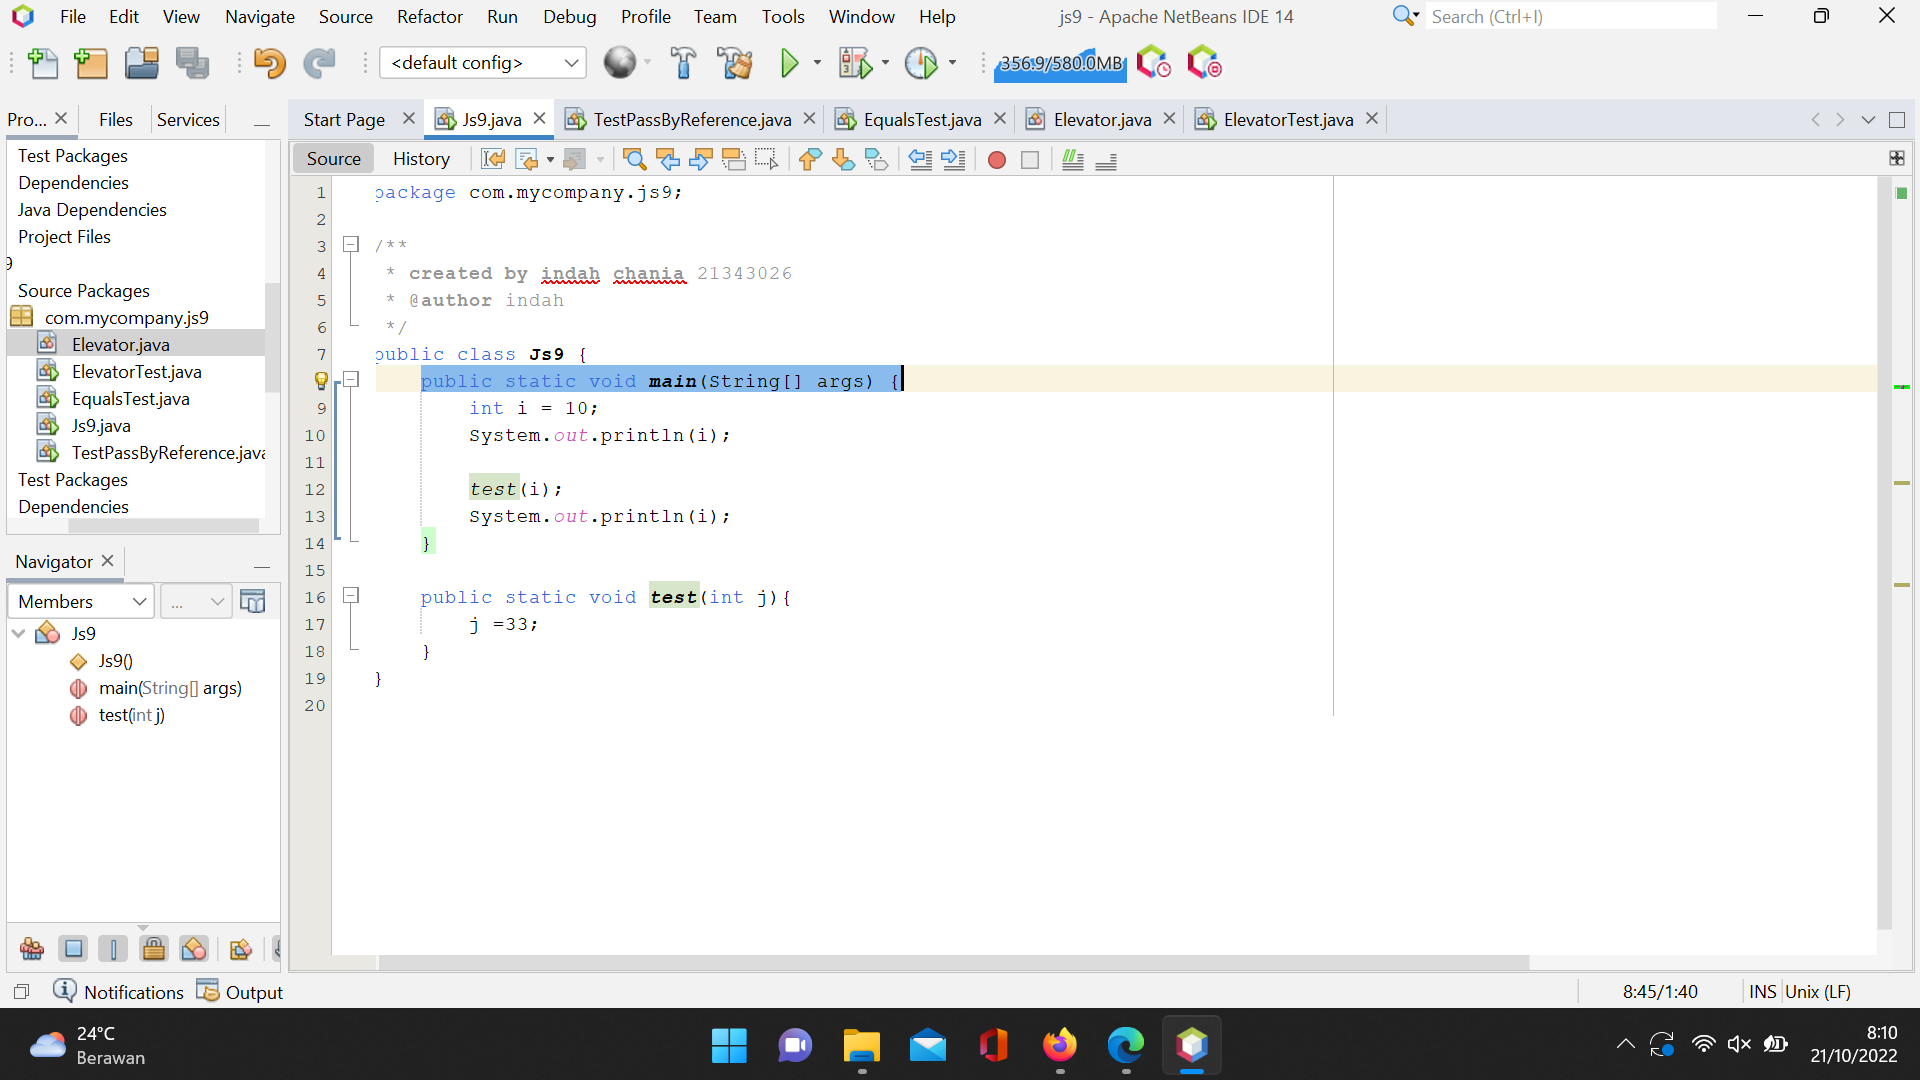 File Edit View Navigate Source Refactor Run Debug Profile Team Tools Window Help js9 - Apache NetBeans IDE 14 Search (Ctrl+I)
<default config> 356.9/580.0MB
Pro... Files Services Start Page Js9.java TestPassByReference.java EqualsTest.java Elevator.java ElevatorTest.java
Source History
Test Packages
Dependencies
Java Dependencies
Project Files
9
Source Packages
com.mycompany.js9
Elevator.java
ElevatorTest.java
EqualsTest.java
Js9.java
TestPassByReference.java
Test Packages
Dependencies
Navigator
Members ...
Js9
Js9()
main(String[] args)
test(int j)
1 package com.mycompany.js9;
2
3 /**
4 * created by indah chania 21343026
5 * @author indah
6 */
7 public class Js9 {
public static void main(String[] args) {
9 int i = 10;
10 System.out.println(i);
11
12 test(i);
13 System.out.println(i);
14 }
15
16 public static void test(int j){
17 j =33;
18 }
19 }
20
Notifications Output 8:45/1:40 INS Unix (LF)
24°C
Berawan
8:10
21/10/2022